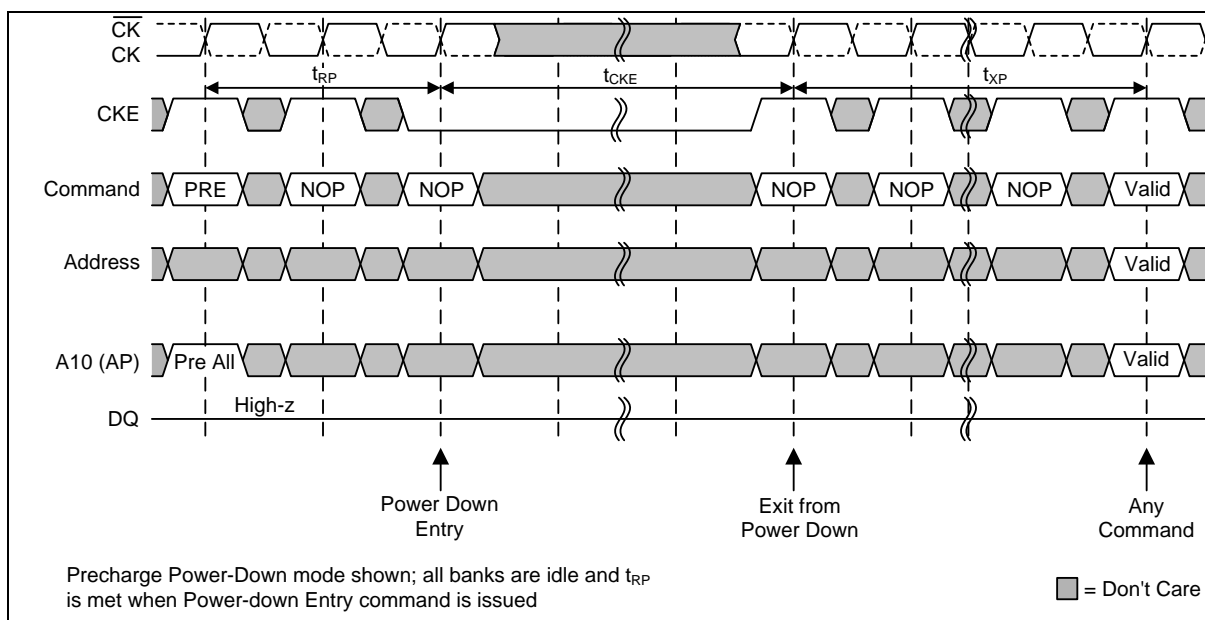 CK
CK
tRP
tCKE
tXP
CKE
Command
PRE
NOP
NOP
NOP
NOP
NOP
Valid
Address
Valid
A10 (AP)
Pre All
Valid
High-z
DQ
Power Down
Entry
Exit from
Power Down
Any
Command
Precharge Power-Down mode shown; all banks are idle and tRP
is met when Power-down Entry command is issued
= Don't Care